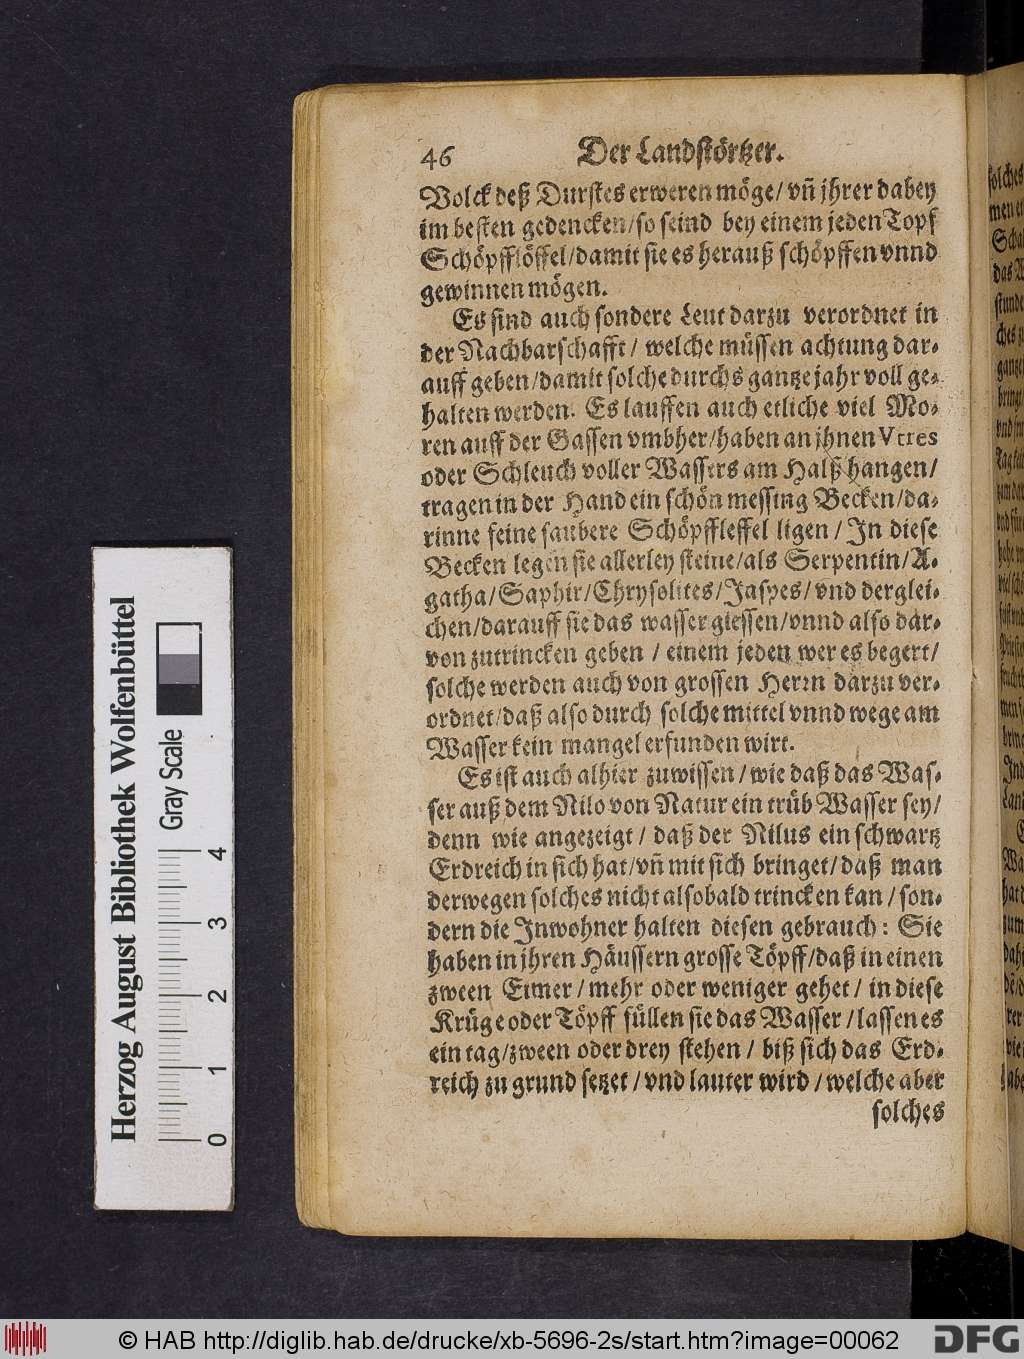 46 Der Landstörtzer.
Volck deß Durstes erweren möge/ vñ jhrer dabey
im besten gedencken/ so seind bey einem jeden Topf
Schöpfflöffel/ damit sie es herauß schöpffen vnnd
gewinnen mögen.
Es sind auch sondere Leut darzu verordnet in
der Nachbarschafft/ welche müssen achtung dar-
auff geben/ damit solche durchs gantze jahr voll ge-
halten werden. Es lauffen auch etliche viel Mo-
ren auff der Gassen vmbher/ haben an jhnen Vtres
oder Schleuch voller Wassers am Halß hangen/
tragen in der Hand ein schön messing Becken/ da-
rinne feine saubere Schöpffleffel ligen/ In diese
Becken legen sie allerley steine/ als Serpentin/ A-
gatha/ Saphir/ Chrysolites/ Jaspes/ vnd derglei-
chen/ darauff sie das wasser giessen/ vnnd also dar-
von zutrincken geben/ einem jeden wer es begert/
solche werden auch von grossen Herrn darzu ver-
ordnet/ daß also durch solche mittel vnnd wege am
Wasser kein mangel erfunden wirt.
Es ist auch alhier zuwissen/ wie daß das Was-
ser auß dem Nilo von Natur ein trüb Wasser sey/
denn wie angezeigt/ daß der Nilus ein schwartz
Erdreich in sich hat/ vñ mit sich bringet/ daß man
derwegen solches nicht alsobald trincken kan/ son-
dern die Inwohner halten diesen gebrauch: Sie
haben in jhren Häussern grosse Töpff/ daß in einen
zween Eimer/ mehr oder weniger gehet/ in diese
Krüge oder Töpff füllen sie das Wasser/ lassen es
ein tag/ zween oder drey stehen/ biß sich das Erd-
reich zu grund setzet/ vnd lauter wird/ welche aber
solches
Herzog August Bibliothek Wolfenbüttel
Gray Scale
0 1 2 3 4
© HAB http://diglib.hab.de/drucke/xb-5696-2s/start.htm?image=00062
DFG